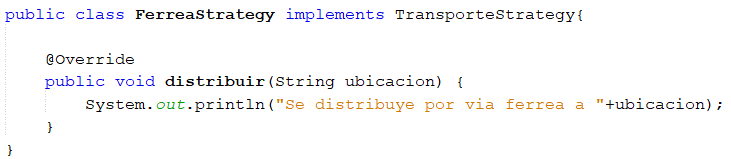 public class FerreaStrategy implements TransporteStrategy{
@Override
public void distribuir(String ubicacion) {
System.out.println("Se distribuye por via ferrea a "+ubicacion);
}
}